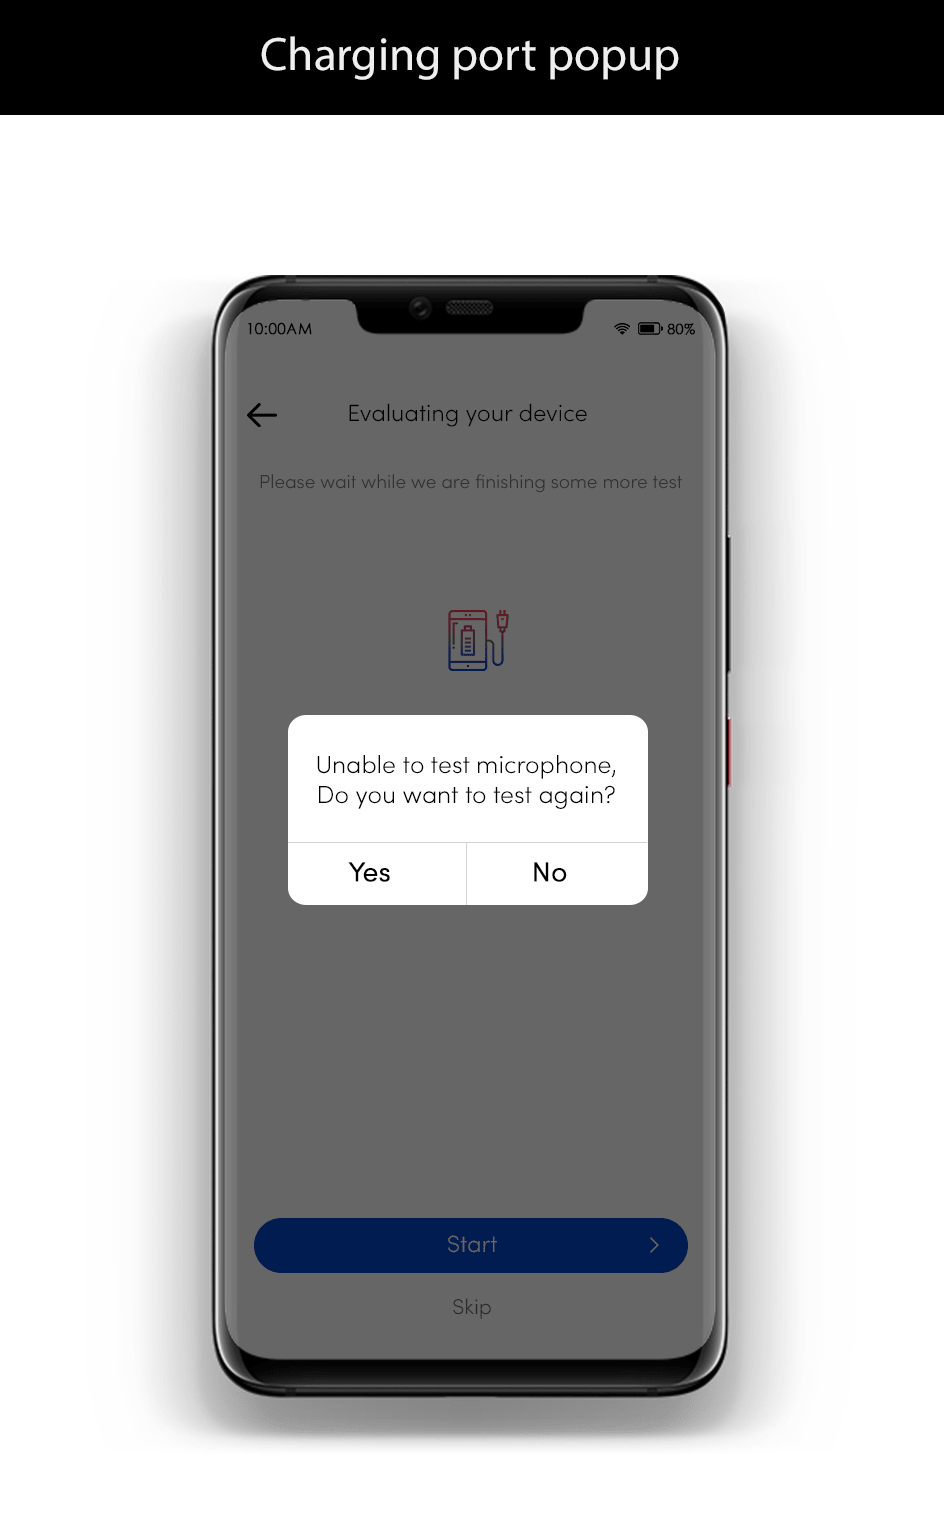 Charging port popup
10:00AM
80%
Evaluating your device
Please wait while we are finishing some more test
Unable to test microphone,
Do you want to test again?
Yes
No
Start
Skip